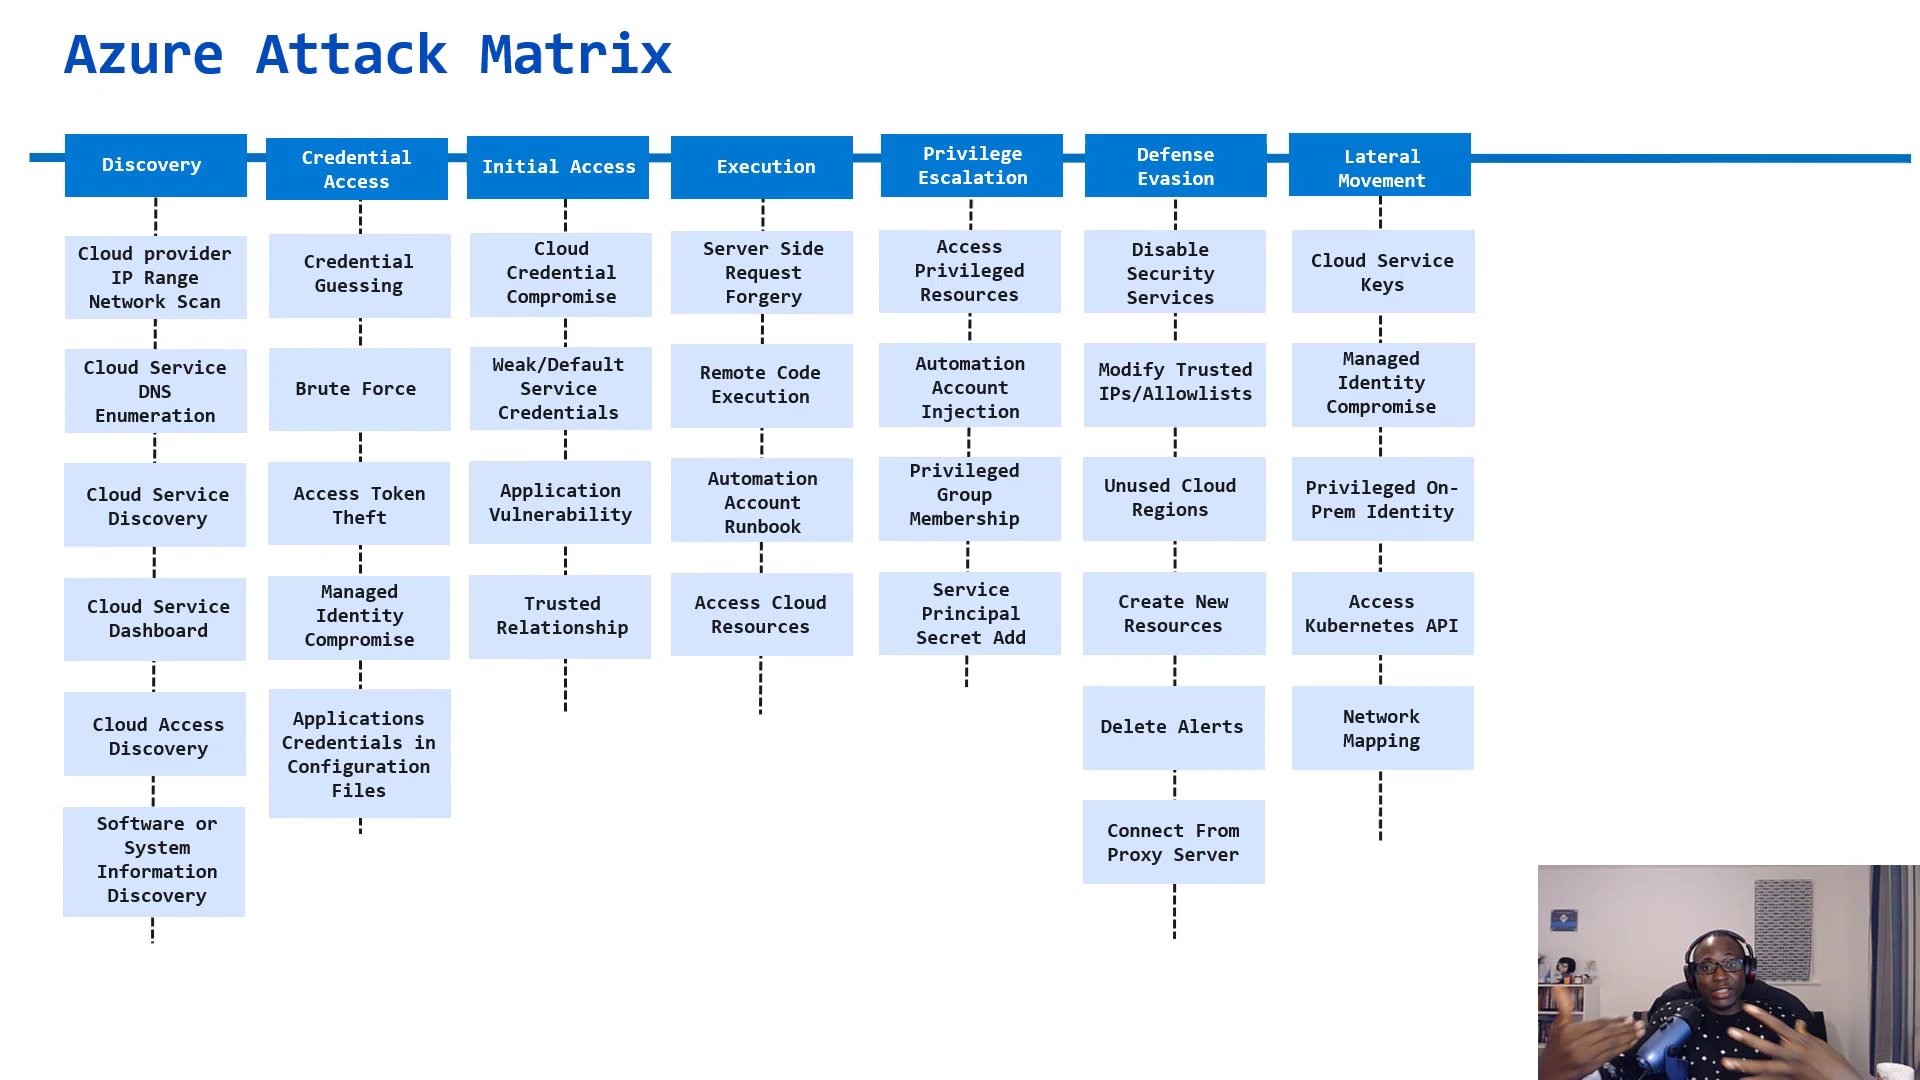 Azure Attack Matrix
Discovery
Cloud provider
IP Range
Network Scan
Cloud Service
DNS
Enumeration
Cloud Service
Discovery
Cloud Service
Dashboard
Cloud Access
Discovery
Software or
System
Information
Discovery
Credential
Access
Credential
Guessing
Brute Force
Access Token
Theft
Managed
Identity
Compromise
Applications
Credentials in
Configuration
Files
Initial Access
Cloud
Credential
Compromise
Weak/Default
Service
Credentials
Application
Vulnerability
Trusted
Relationship
Execution
Server Side
Request
Forgery
Remote Code
Execution
Automation
Account
Runbook
Access Cloud
Resources
Privilege
Escalation
Access
Privileged
Resources
Automation
Account
Injection
Privileged
Group
Membership
Service
Principal
Secret Add
Defense
Evasion
Disable
Security
Services
Modify Trusted
IPs/Allowlists
Unused Cloud
Regions
Create New
Resources
Delete Alerts
Connect From
Proxy Server
Lateral
Movement
Cloud Service
Keys
Managed
Identity
Compromise
Privileged On-
Prem Identity
Access
Kubernetes API
Network
Mapping